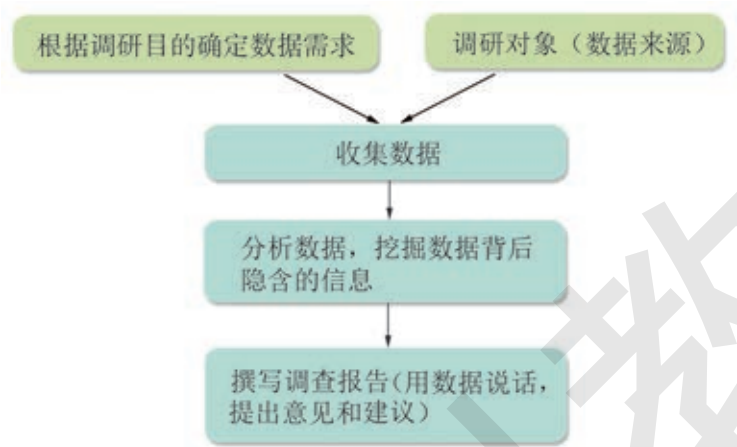 根据调研目的确定数据需求
调研对象（数据来源）
收集数据
分析数据，挖掘数据背后
隐含的信息
撰写调查报告(用数据说话，
提出意见和建议)